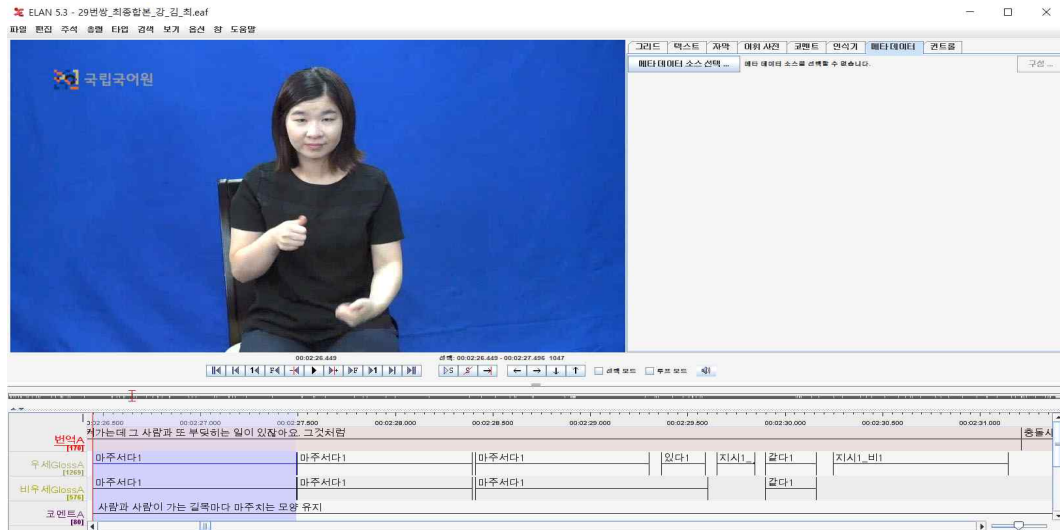 ELAN 5.3 - 29번쌍_최종합본_강_김_최.eaf
파일 편집 주석 층렬 타입 검색 보기 옵션 창 도움말
국립국어원
그리드 텍스트 자막 어휘 사전 코멘트 인식기 메타데이터 컨트롤
메타 데이터 소스 선택 ... 메타 데이터 소스를 선택할 수 없습니다. 구성 ...
00:02:26.449 선택: 00:02:26.449 - 00:02:27.496 1047
선택 모드 루프 모드
00:02:27.000 00:02:27.500 00:02:28.000 00:02:28.500 00:02:29.000 00:02:29.500 00:02:30.000 00:02:30.500 00:02:31.000
번역A 가는데 그 사람과 또 부딪히는 일이 있잖아요. 그것처럼
[170]
우세GlossA 마주서다1 마주서다1 마주서다1 있다1 지시1_ 같다1 지시1_비1
[1269]
비우세GlossA 마주서다1 마주서다1 마주서다1 같다1
[576]
코멘트A 사람과 사람이 가는 길목마다 마주치는 모양 유지
[80]